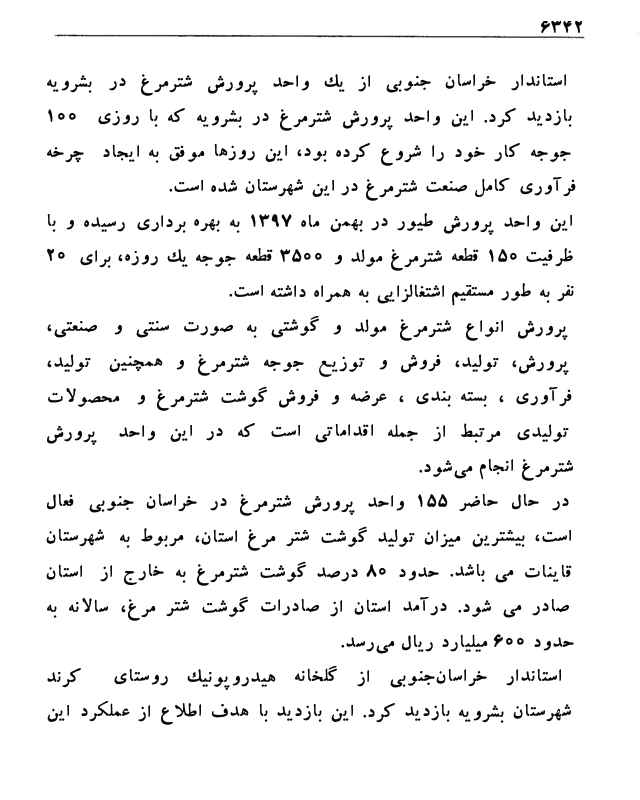 ۶۳۴۲
استاندار خراسان جنوبی از یك واحد پرورش شترمرغ در بشرویه
بازدید کرد. این واحد پرورش شترمرغ در بشرویه که با روزی ۱۰۰
جوجه کار خود را شروع کرده بود، این روزها موفق به ایجاد چرخه
فرآوری کامل صنعت شترمرغ در این شهرستان شده است.
این واحد پرورش طیور در بهمن ماه ۱۳۹۷ به بهره برداری رسیده و با
ظرفیت ۱۵۰ قطعه شترمرغ مولد و ۳۵۰۰ قطعه جوجه یك روزه، برای ۲۰
نفر به طور مستقیم اشتغالزایی به همراه داشته است.
پرورش انواع شترمرغ مولد و گوشتی به صورت سنتی و صنعتی،
پرورش، تولید، فروش و توزیع جوجه شترمرغ و همچنین تولید،
فرآوری ، بسته بندی ، عرضه و فروش گوشت شترمرغ و محصولات
تولیدی مرتبط از جمله اقداماتی است که در این واحد پرورش
شترمرغ انجام می‌شود.
در حال حاضر ۱۵۵ واحد پرورش شترمرغ در خراسان جنوبی فعال
است، بیشترین میزان تولید گوشت شتر مرغ استان، مربوط به شهرستان
قاینات می باشد. حدود ۸۰ درصد گوشت شترمرغ به خارج از استان
صادر می شود. درآمد استان از صادرات گوشت شتر مرغ، سالانه به
حدود ۶۰۰ میلیارد ریال می‌رسد.
استاندار خراسان‌جنوبی از گلخانه هیدروپونیك روستای کرند
شهرستان بشرویه بازدید کرد. این بازدید با هدف اطلاع از عملکرد این